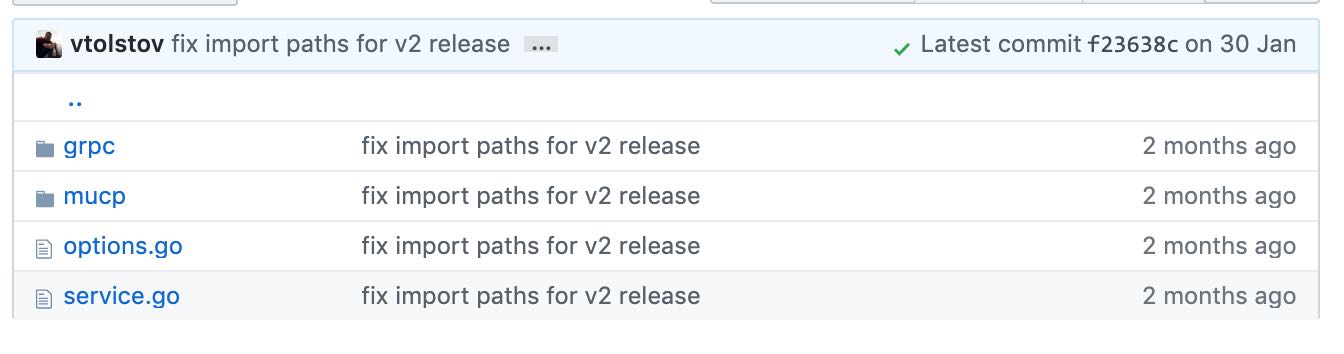 vtolstov fix import paths for v2 release ... Latest commit f23638c on 30 Jan
..
grpc fix import paths for v2 release 2 months ago
mucp fix import paths for v2 release 2 months ago
options.go fix import paths for v2 release 2 months ago
service.go fix import paths for v2 release 2 months ago